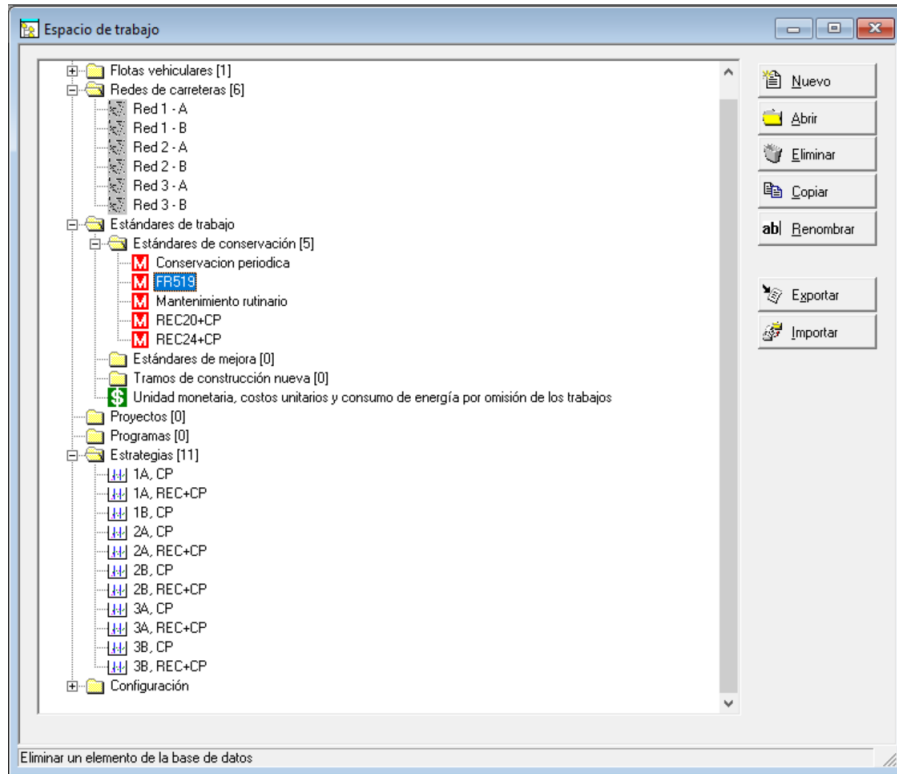 Espacio de trabajo
Flotas vehiculares [1]
Redes de carreteras [6]
Red 1 - A
Red 1 - B
Red 2 - A
Red 2 - B
Red 3 - A
Red 3 - B
Estándares de trabajo
Estándares de conservación [5]
M Conservacion periodica
M FR519
M Mantenimiento rutinario
M REC20+CP
M REC24+CP
Estándares de mejora [0]
Tramos de construcción nueva [0]
$ Unidad monetaria, costos unitarios y consumo de energía por omisión de los trabajos
Proyectos [0]
Programas [0]
Estrategias [11]
1A, CP
1A, REC+CP
1B, CP
2A, CP
2A, REC+CP
2B, CP
2B, REC+CP
3A, CP
3A, REC+CP
3B, CP
3B, REC+CP
Configuración
Nuevo
Abrir
Eliminar
Copiar
ab Renombrar
Exportar
Importar
Eliminar un elemento de la base de datos